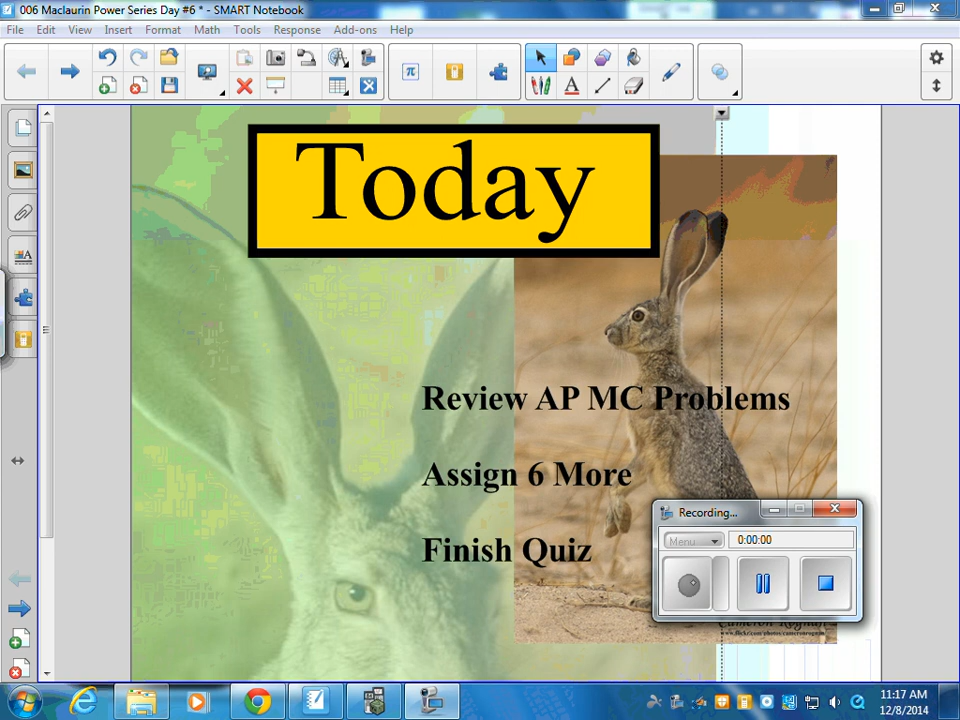 006 Maclaurin Power Series Day #6 * - SMART Notebook
File Edit View Insert Format Math Tools Response Add-ons Help
Today
Review AP MC Problems
Assign 6 More
Finish Quiz
Recording...
Menu
0:00:00
11:17 AM
12/8/2014